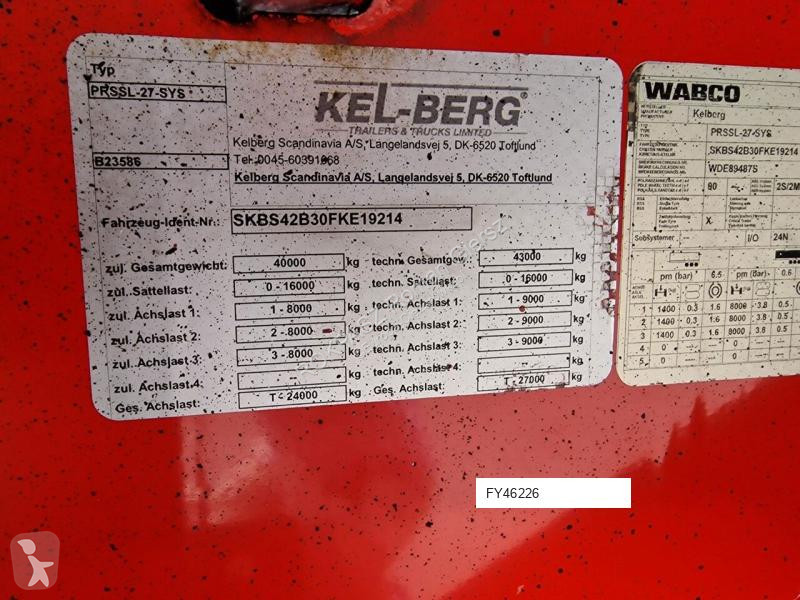 Typ
PRSSL-27-SYS
B23586
KEL-BERG
TRAILERS & TRUCKS LIMITED
Kelberg Scandinavia A/S, Langelandsvej 5, DK-6520 Toftlund
Tel.:0045-60391068
Kelberg Scandinavia A/S, Langelandsvej 5, DK-6520 Toftlund
Fahrzeug-Ident-Nr.: SKBS42B30FKE19214
zul. Gesamtgewicht: 40000 kg techn. Gesamtgew: 43000 kg
zul. Sattellast: 0 - 16000 kg techn. Sattellast: 0 -16000 kg
zul. Achslast 1: 1 - 8000 kg techn. Achslast 1: 1 - 9000 kg
zul. Achslast 2: 2 - 8000 kg techn. Achslast 2: 2 - 9000 kg
zul. Achslast 3: 3 - 8000 kg techn. Achslast 3: 3 - 9000 kg
zul. Achslast 4: kg techn. Achslast 4: kg
Ges. Achslast: T - 24000 kg Ges. Achslast: T - 27000 kg
WABCO
Kelberg
PRSSL-27-SYS
SKBS42B30FKE19214
WDE89487S
90 2S/2M
X
Subsystemer I/O 24N
pm (bar) 6.5 pm (bar) 0.6
1 1400 0.3 1.6 8000 3.8 0.5
2 1400 0.3 1.6 8000 3.8 0.5
3 1400 0.3 1.6 8000 3.8 0.5
4 0
5 0
FY46226